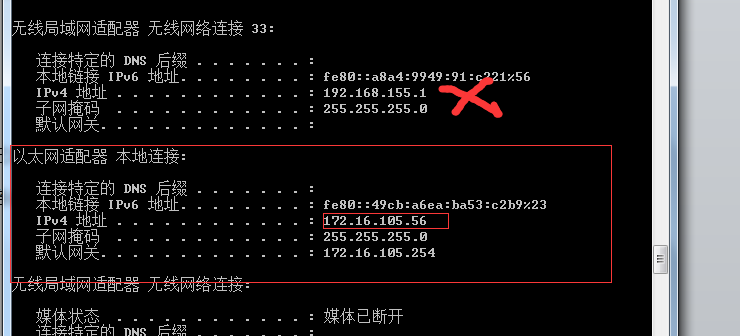 无线局域网适配器 无线网络连接 33:
连接特定的 DNS 后缀 . . . . . . . :
本地链接 IPv6 地址. . . . . . . . : fe80::a8a4:9949:91:c221%56
IPv4 地址 . . . . . . . . . . . . : 192.168.155.1
子网掩码 . . . . . . . . . . . . : 255.255.255.0
默认网关. . . . . . . . . . . . . :
以太网适配器 本地连接:
连接特定的 DNS 后缀 . . . . . . . :
本地链接 IPv6 地址. . . . . . . . : fe80::49cb:a6ea:ba53:c2b9%23
IPv4 地址 . . . . . . . . . . . . : 172.16.105.56
子网掩码 . . . . . . . . . . . . : 255.255.255.0
默认网关. . . . . . . . . . . . . : 172.16.105.254
无线局域网适配器 无线网络连接:
媒体状态 . . . . . . . . . . . . : 媒体已断开
连接特定的 DNS 后缀 . . . . . . . :